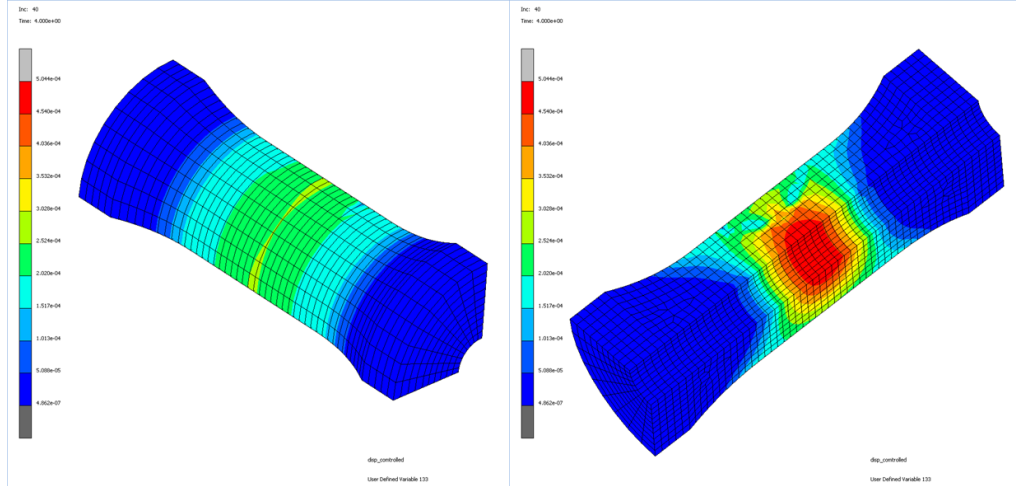 Inc: 40
Time: 4.000e+00
5.044e-04
4.540e-04
4.036e-04
3.532e-04
3.028e-04
2.524e-04
2.020e-04
1.517e-04
1.013e-04
5.088e-05
4.862e-07
disp_controlled
User Defined Variable 133
Inc: 40
Time: 4.000e+00
5.044e-04
4.540e-04
4.036e-04
3.532e-04
3.028e-04
2.524e-04
2.020e-04
1.517e-04
1.013e-04
5.088e-05
4.862e-07
disp_controlled
User Defined Variable 133